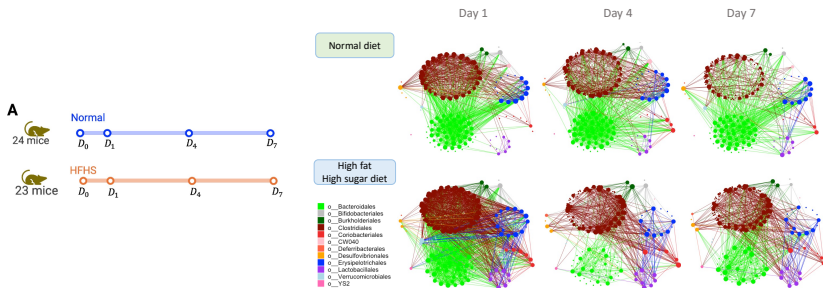 Day 1
Day 4
Day 7
Normal diet
A
Normal
24 mice
D0
D1
D4
D7
HFHS
23 mice
D0
D1
D4
D7
High fat
High sugar diet
o__Bacteroidales
o__Bifidobacteriales
o__Burkholderiales
o__Clostridiales
o__Coriobacteriales
o__CW040
o__Deferribacterales
o__Desulfovibrionales
o__Erysipelotrichales
o__Lactobacillales
o__Verrucomicrobiales
o__YS2